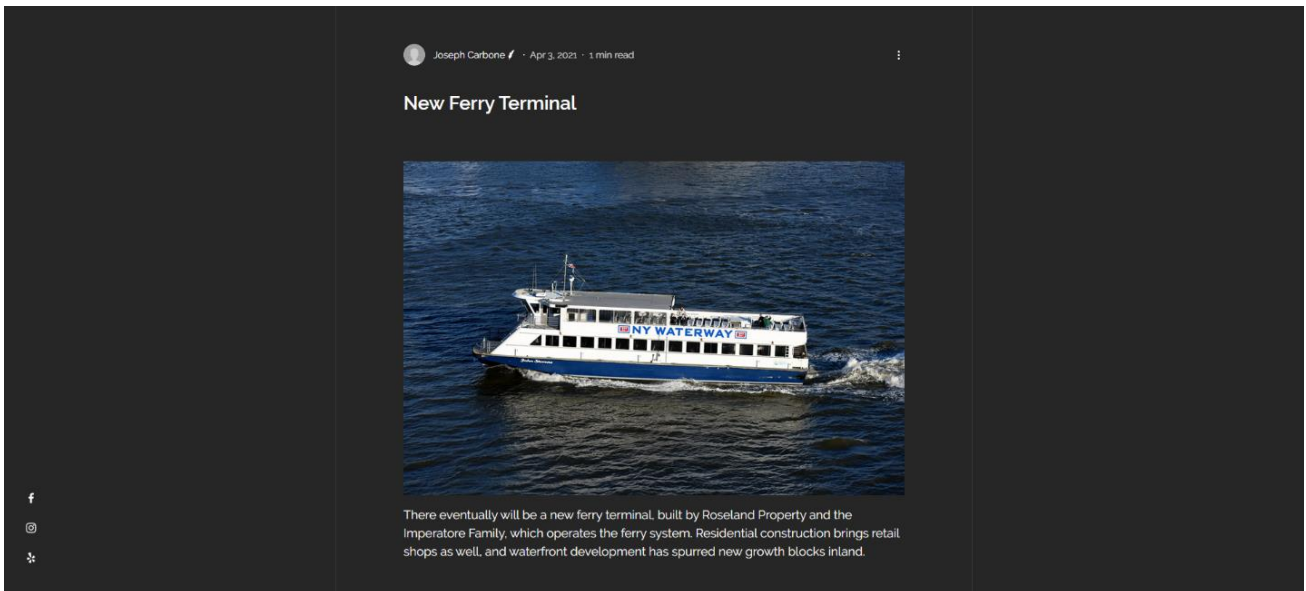 Joseph Carbone · Apr 3, 2021 · 1 min read
New Ferry Terminal
NY WATERWAY
There eventually will be a new ferry terminal, built by Roseland Property and the
Imperatore Family, which operates the ferry system. Residential construction brings retail
shops as well, and waterfront development has spurred new growth blocks inland.